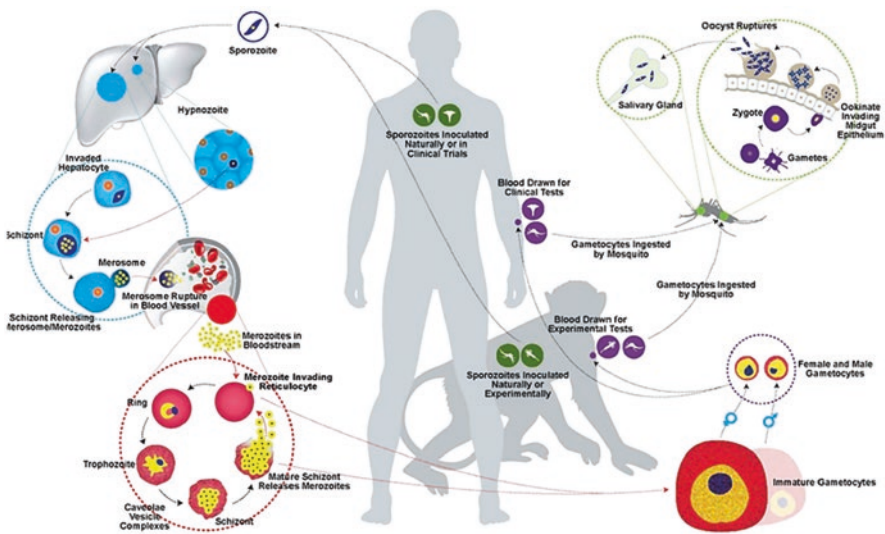 Sporozoite
Hypnozoite
Invaded
Hepatocyte
Schizont
Merosome
Schizont Releasing
Merosome/Merozoites
Merosome Rupture
in Blood Vessel
Merozoites in
Bloodstream
Merozoite Invading
Reticulocyte
Ring
Trophozoite
Caveolae
Vesicle
Complexes
Schizont
Mature Schizont
Releases Merozoites
Sporozoites Inoculated
Naturally or in
Clinical Trials
Blood Drawn for
Clinical Tests
Gametocytes Ingested
by Mosquito
Gametocytes Ingested
by Mosquito
Blood Drawn for
Experimental Tests
Sporozoites Inoculated
Naturally or
Experimentally
Oocyst Ruptures
Salivary Gland
Ookinate
Invading
Midgut
Epithelium
Zygote
Gametes
Female and Male
Gametocytes
Immature Gametocytes